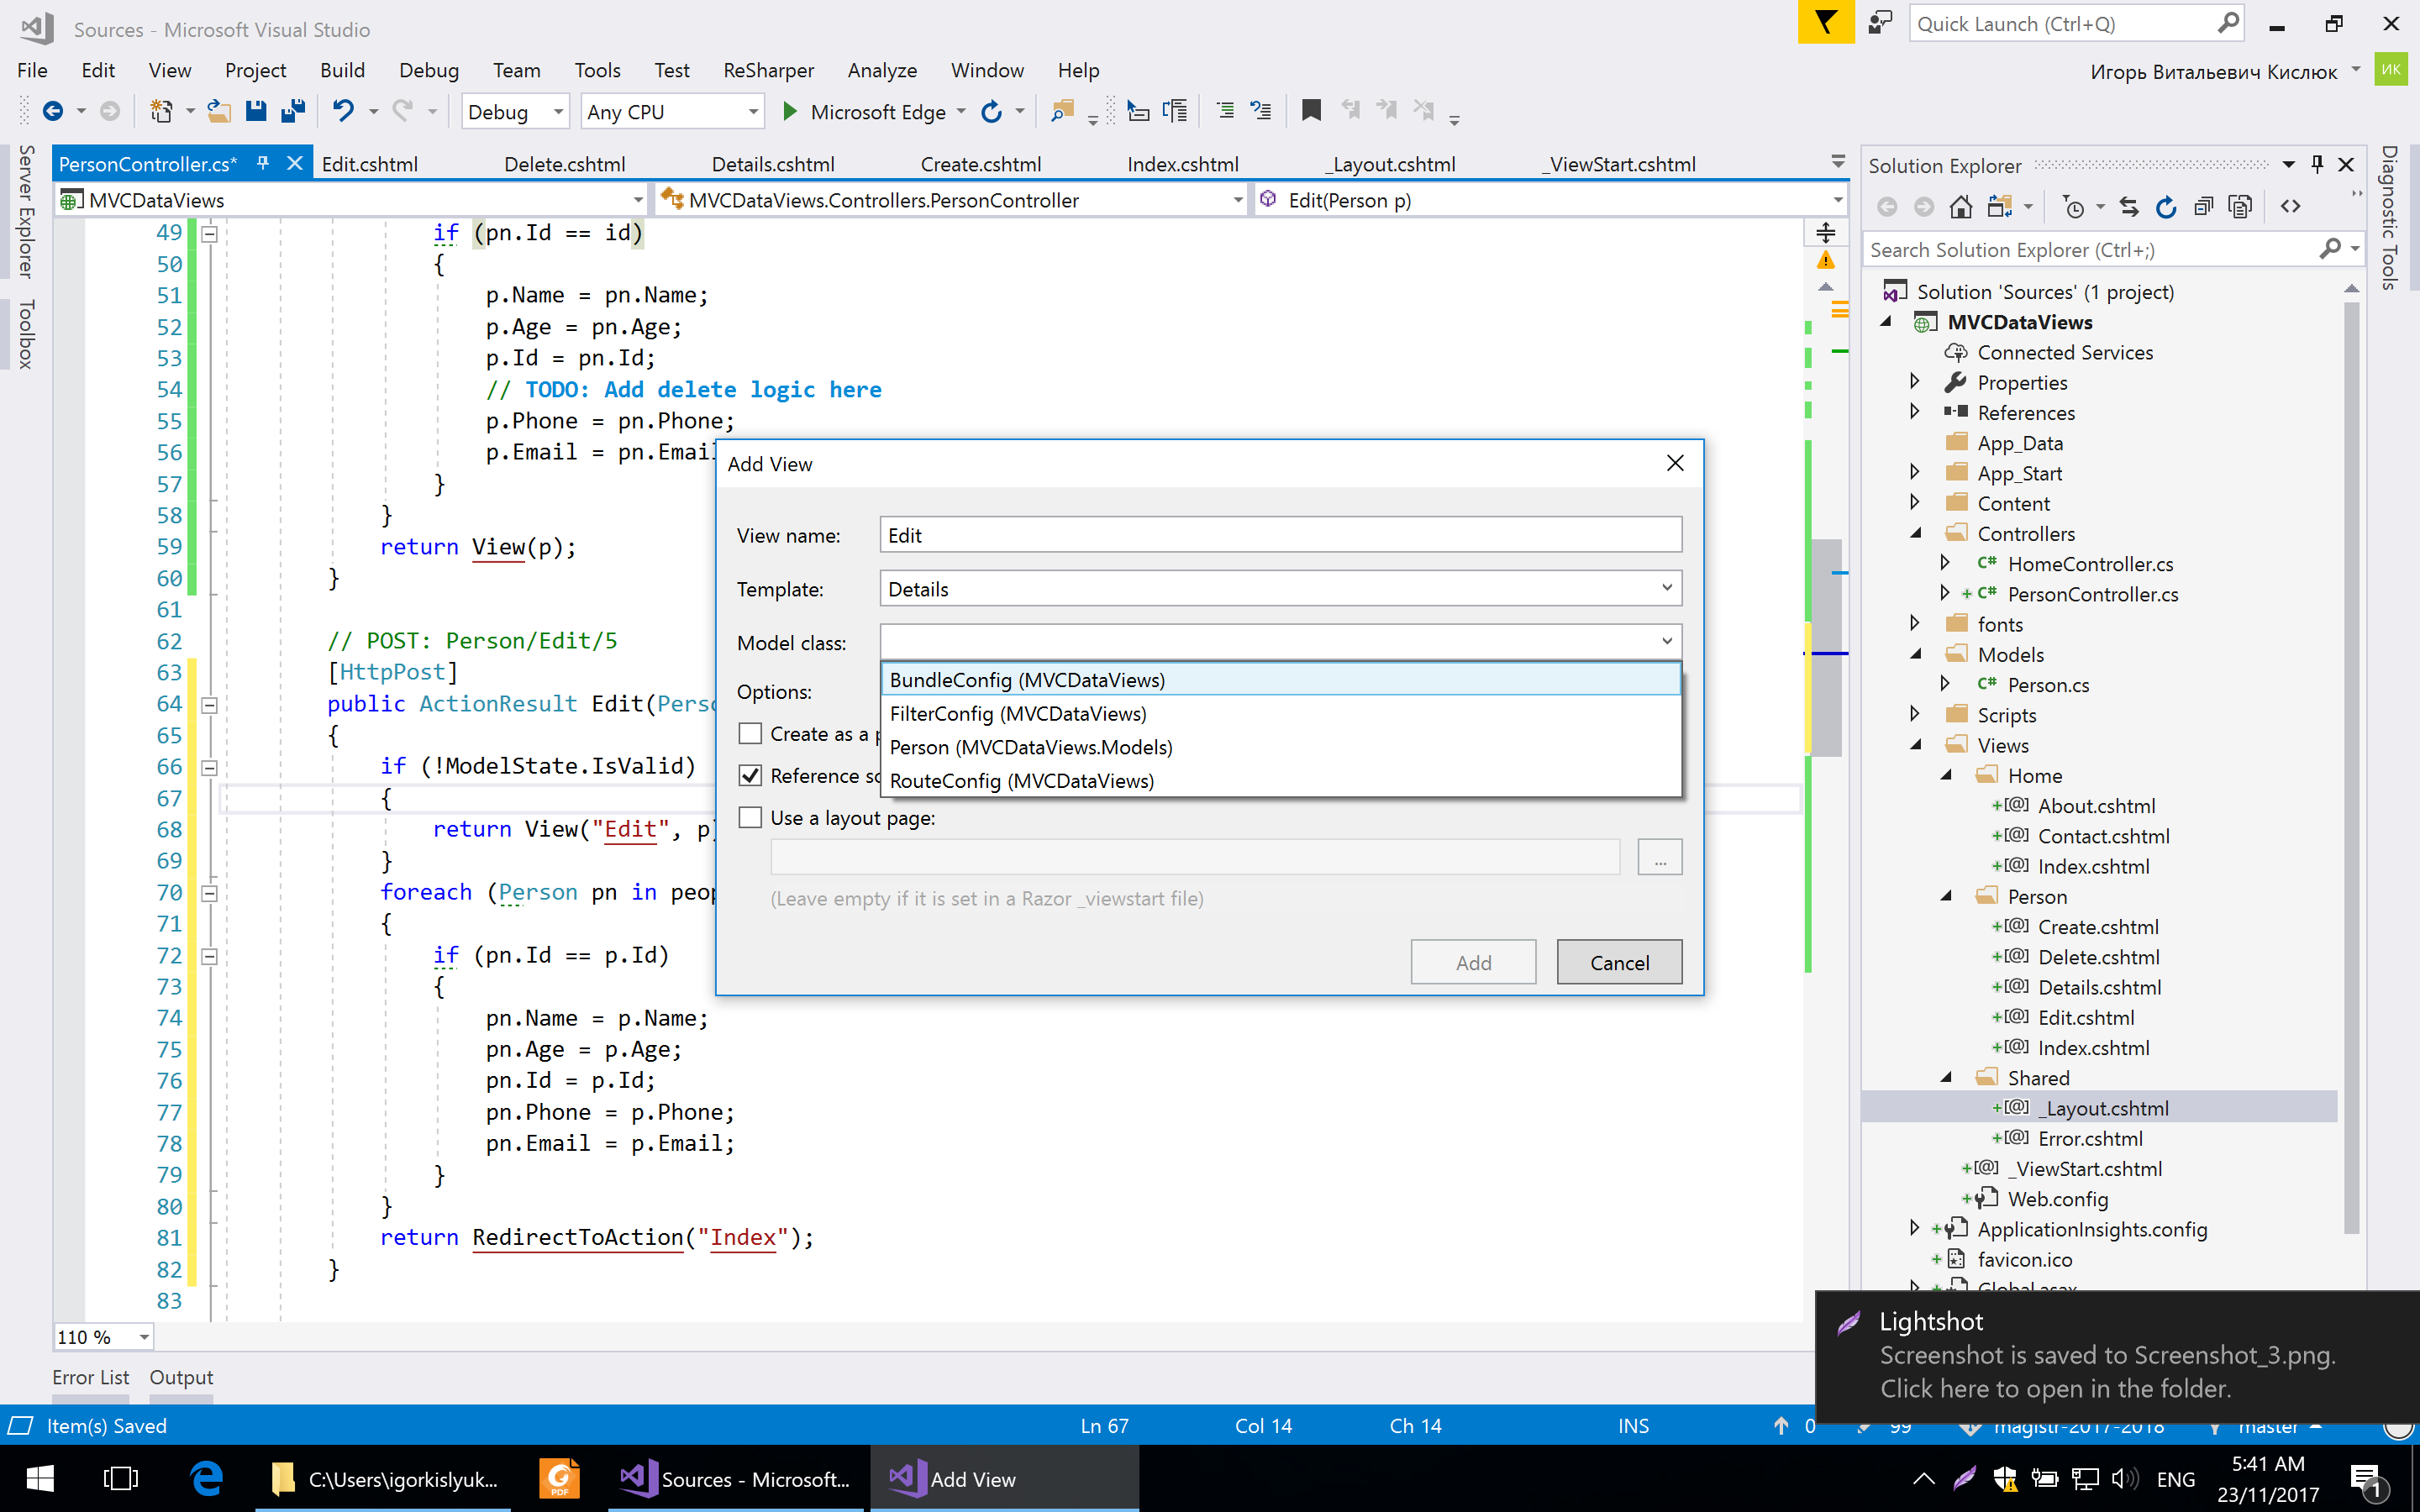 Sources - Microsoft Visual Studio
Quick Launch (Ctrl+Q)
File Edit View Project Build Debug Team Tools Test ReSharper Analyze Window Help
Игорь Витальевич Кислюк
ИК
Debug
Any CPU
Microsoft Edge
Server Explorer
Toolbox
PersonController.cs*
Edit.cshtml
Delete.cshtml
Details.cshtml
Create.cshtml
Index.cshtml
_Layout.cshtml
_ViewStart.cshtml
MVCDataViews
MVCDataViews.Controllers.PersonController
Edit(Person p)
49 if (pn.Id == id)
50 {
51 p.Name = pn.Name;
52 p.Age = pn.Age;
53 p.Id = pn.Id;
54 // TODO: Add delete logic here
55 p.Phone = pn.Phone;
56 p.Email = pn.Email
57 }
58 }
59 return View(p);
60 }
61
62 // POST: Person/Edit/5
63 [HttpPost]
64 public ActionResult Edit(Perso
65 {
66 if (!ModelState.IsValid)
67 {
68 return View("Edit", p
69 }
70 foreach (Person pn in peop
71 {
72 if (pn.Id == p.Id)
73 {
74 pn.Name = p.Name;
75 pn.Age = p.Age;
76 pn.Id = p.Id;
77 pn.Phone = p.Phone;
78 pn.Email = p.Email;
79 }
80 }
81 return RedirectToAction("Index");
82 }
83
110 %
Add View
View name:
Edit
Template:
Details
Model class:
BundleConfig (MVCDataViews)
FilterConfig (MVCDataViews)
Person (MVCDataViews.Models)
RouteConfig (MVCDataViews)
Options:
Create as a p
Reference sc
Use a layout page:
...
(Leave empty if it is set in a Razor _viewstart file)
Add
Cancel
Solution Explorer
Search Solution Explorer (Ctrl+;)
Solution 'Sources' (1 project)
MVCDataViews
Connected Services
Properties
References
App_Data
App_Start
Content
Controllers
C# HomeController.cs
C# PersonController.cs
fonts
Models
C# Person.cs
Scripts
Views
Home
About.cshtml
Contact.cshtml
Index.cshtml
Person
Create.cshtml
Delete.cshtml
Details.cshtml
Edit.cshtml
Index.cshtml
Shared
_Layout.cshtml
Error.cshtml
_ViewStart.cshtml
Web.config
ApplicationInsights.config
favicon.ico
Global.asax
Diagnostic Tools
Lightshot
Screenshot is saved to Screenshot_3.png.
Click here to open in the folder.
Error List
Output
Item(s) Saved
Ln 67
Col 14
Ch 14
INS
0
99
magistr-2017-2018
master
C:\Users\igorkislyuk...
PDF
Sources - Microsoft...
Add View
ENG
5:41 AM
23/11/2017
1